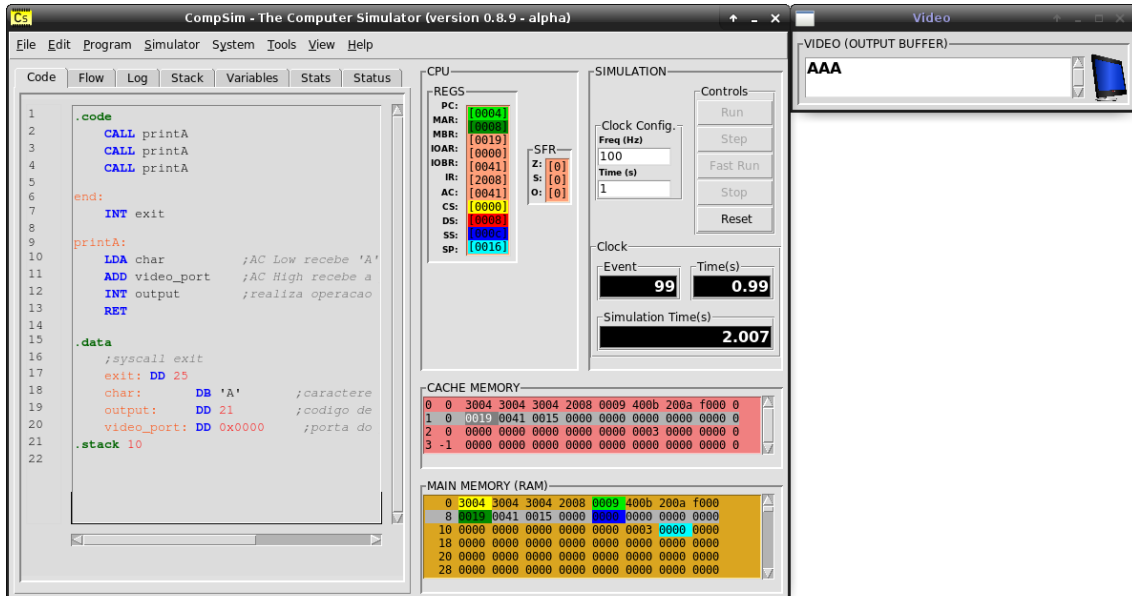 Cs CompSim - The Computer Simulator (version 0.8.9 - alpha)
File Edit Program Simulator System Tools View Help
Code Flow Log Stack Variables Stats Status
1 .code
2 CALL printA
3 CALL printA
4 CALL printA
5
6 end:
7 INT exit
8
9 printA:
10 LDA char ;AC Low recebe 'A'
11 ADD video_port ;AC High recebe a
12 INT output ;realiza operacao
13 RET
14
15 .data
16 ;syscall exit
17 exit: DD 25
18 char: DB 'A' ;caractere
19 output: DD 21 ;codigo de
20 video_port: DD 0x0000 ;porta do
21 .stack 10
22
CPU
REGS
PC: [0004]
MAR: [0008]
MBR: [0019]
IOAR: [0000]
IOBR: [0041]
IR: [2008]
AC: [0041]
CS: [0000]
DS: [0008]
SS: [000C]
SP: [0016]
SFR
Z: [0]
S: [0]
O: [0]
SIMULATION
Clock Config.
Freq (Hz)
100
Time (s)
1
Controls
Run
Step
Fast Run
Stop
Reset
Clock
Event
99
Time(s)
0.99
Simulation Time(s)
2.007
CACHE MEMORY
0 0 3004 3004 3004 2008 0009 400b 200a f000 0
1 0 0019 0041 0015 0000 0000 0000 0000 0000 0
2 0 0000 0000 0000 0000 0000 0003 0000 0000 0
3 -1 0000 0000 0000 0000 0000 0000 0000 0000 0
MAIN MEMORY (RAM)
0 3004 3004 3004 2008 0009 400b 200a f000
8 0019 0041 0015 0000 0000 0000 0000 0000
10 0000 0000 0000 0000 0000 0003 0000 0000
18 0000 0000 0000 0000 0000 0000 0000 0000
20 0000 0000 0000 0000 0000 0000 0000 0000
28 0000 0000 0000 0000 0000 0000 0000 0000
Video
VIDEO (OUTPUT BUFFER)
AAA